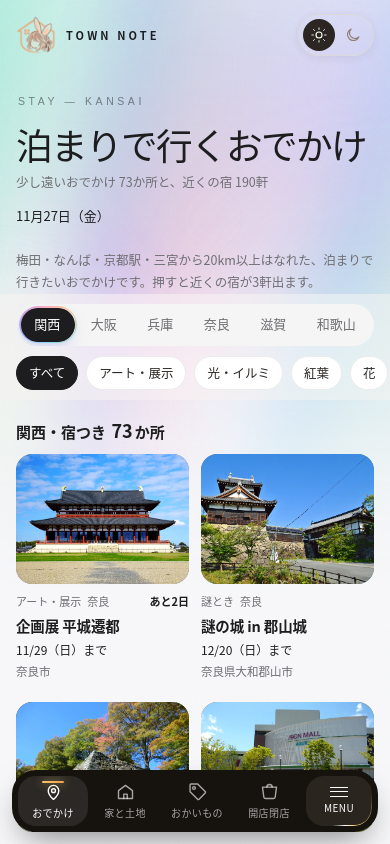 TOWN NOTE
STAY — KANSAI
泊まりで行くおでかけ
少し遠いおでかけ 73か所と、近くの宿 190軒
11月27日（金）
梅田・なんば・京都駅・三宮から20km以上はなれた、泊まりで
行きたいおでかけです。押すと近くの宿が3軒出ます。
関西 大阪 兵庫 奈良 滋賀 和歌山
すべて アート・展示 光・イルミ 紅葉 花
関西・宿つき 73か所
アート・展示 奈良 あと2日
企画展 平城遷都
11/29（日）まで
奈良市
謎とき 奈良
謎の城 in 郡山城
12/20（日）まで
奈良県大和郡山市
ÆON MALL
おでかけ 家と土地 おかいもの 開店閉店 MENU